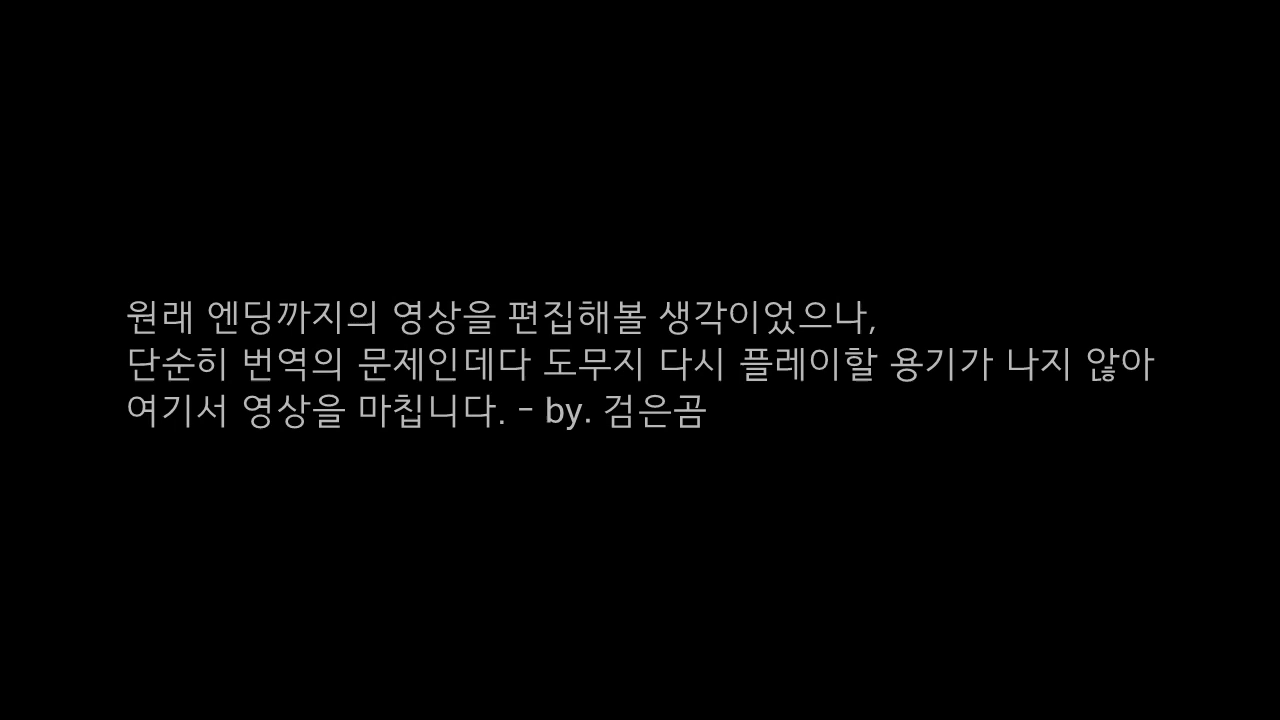 원래 엔딩까지의 영상을 편집해볼 생각이었으나,
단순히 번역의 문제인데다 도무지 다시 플레이할 용기가 나지 않아
여기서 영상을 마칩니다. - by. 검은곰